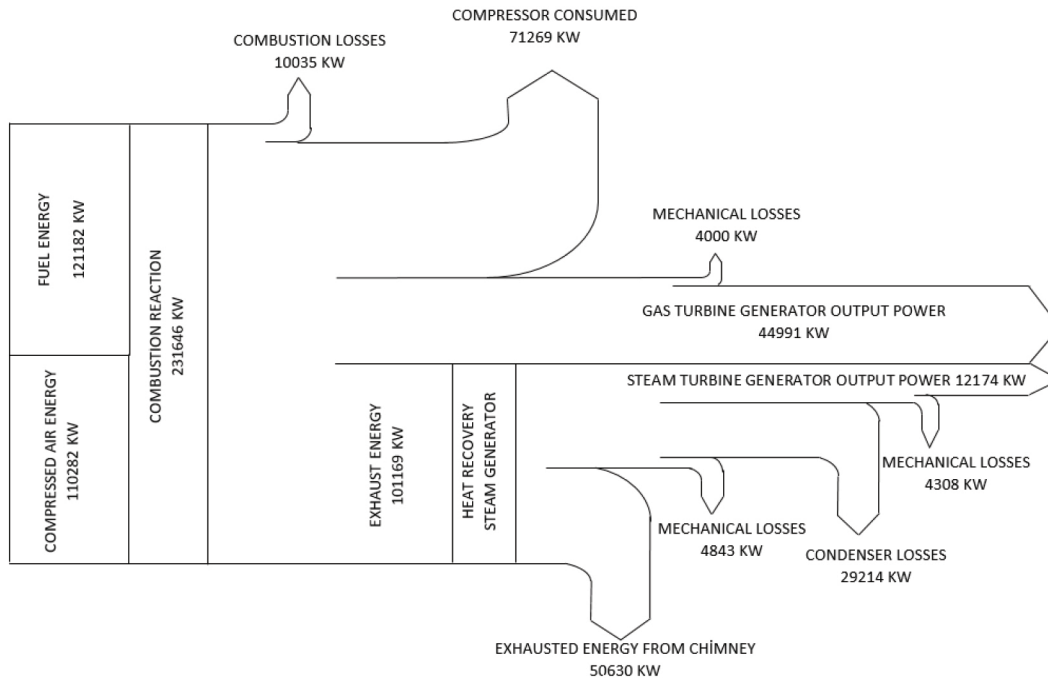 COMPRESSOR CONSUMED
71269 KW
COMBUSTION LOSSES
10035 KW
FUEL ENERGY
121182 KW
COMPRESSED AIR ENERGY
110282 KW
COMBUSTION REACTION
231646 KW
MECHANICAL LOSSES
4000 KW
GAS TURBINE GENERATOR OUTPUT POWER
44991 KW
STEAM TURBINE GENERATOR OUTPUT POWER 12174 KW
EXHAUST ENERGY
101169 KW
HEAT RECOVERY
STEAM GENERATOR
MECHANICAL LOSSES
4308 KW
MECHANICAL LOSSES
4843 KW
CONDENSER LOSSES
29214 KW
EXHAUSTED ENERGY FROM CHİMNEY
50630 KW